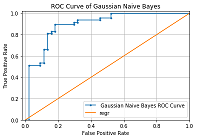 ROC Curve of Gaussian Naive Bayes
1.0
0.8
0.6
0.4
0.2
0.0
True Positive Rate
Gaussian Naive Bayes ROC Curve
regr
0.0 0.2 0.4 0.6 0.8 1.0
False Positive Rate